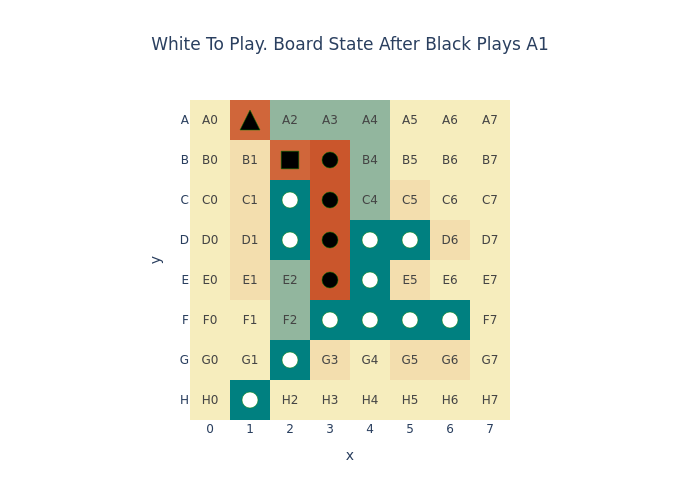 White To Play. Board State After Black Plays A1
A A0 A2 A3 A4 A5 A6 A7
B B0 B1 B4 B5 B6 B7
C C0 C1 C4 C5 C6 C7
D D0 D1 D6 D7
E E0 E1 E2 E5 E6 E7
F F0 F1 F2 F7
G G0 G1 G3 G4 G5 G6 G7
H H0 H2 H3 H4 H5 H6 H7
y
0 1 2 3 4 5 6 7
x